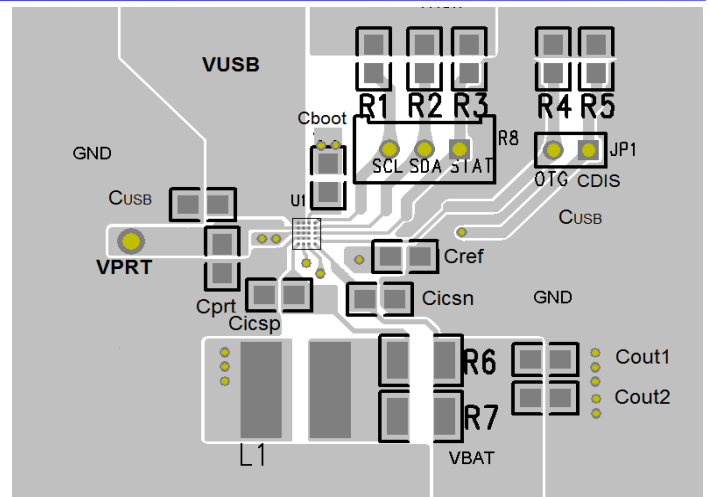 VUSB
R1 R2 R3 R4 R5
Cboot
R8
JP1
SCL SDA STAT
OTG CDIS
GND
CUSB
U1
CUSB
VPRT
Cref
Cprt
Cicsp
Cicsn
GND
R6
Cout1
R7
Cout2
L1
VBAT